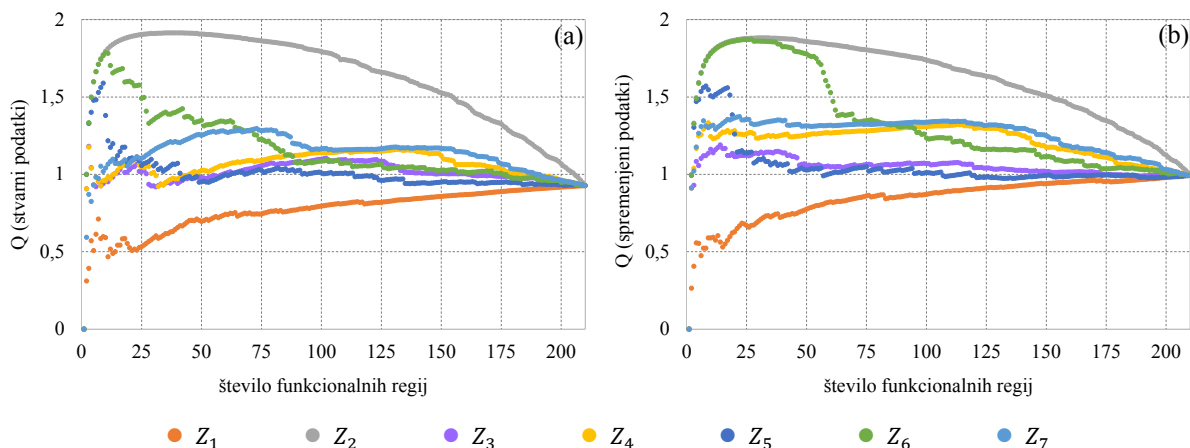 (a)
Q (stvarni podatki)
2
1,5
1
0,5
0
0 25 50 75 100 125 150 175 200
število funkcionalnih regij
(b)
Q (spremenjeni podatki)
2
1,5
1
0,5
0
0 25 50 75 100 125 150 175 200
število funkcionalnih regij
Z₁ Z₂ Z₃ Z₄ Z₅ Z₆ Z₇